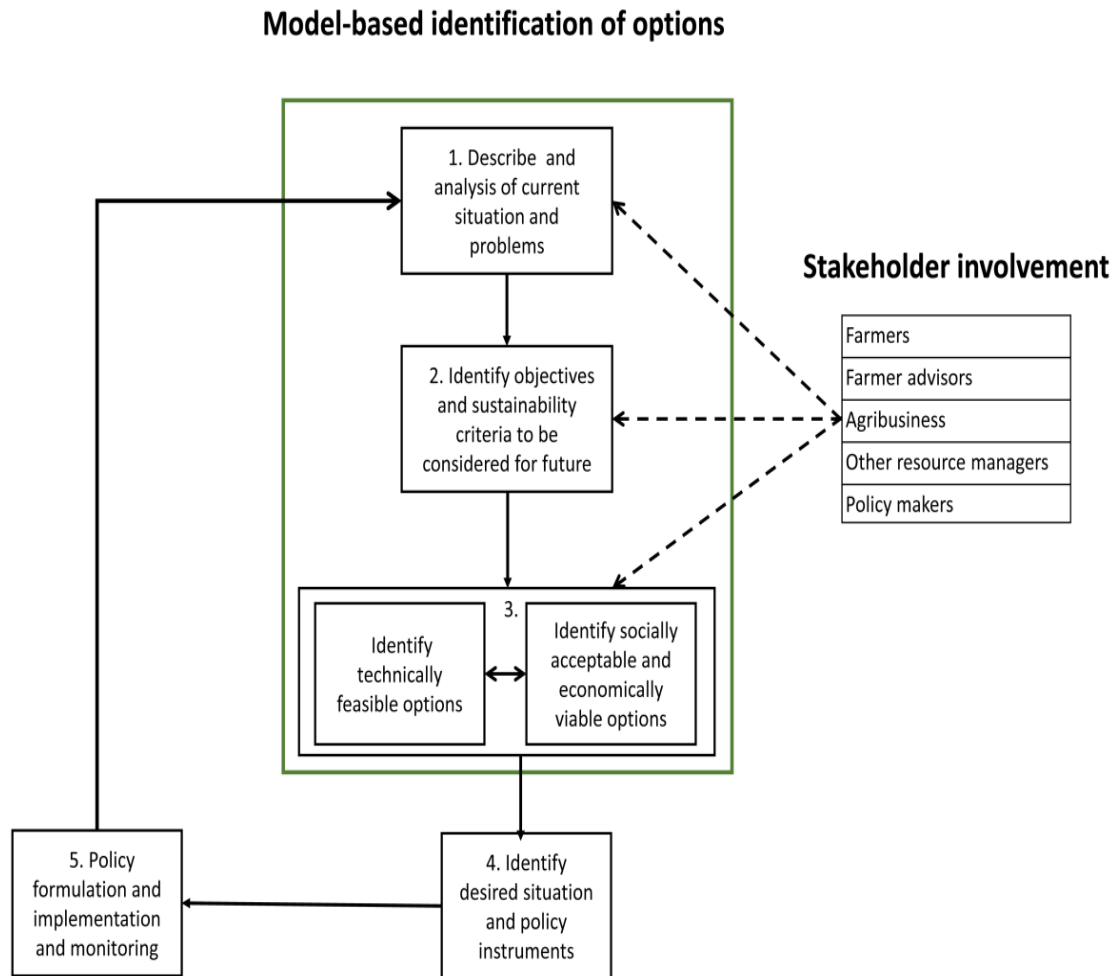 Model-based identification of options
1. Describe and
analysis of current
situation and
problems
Stakeholder involvement
Farmers
Farmer advisors
Agribusiness
Other resource managers
Policy makers
2. Identify objectives
and sustainability
criteria to be
considered for future
3.
Identify
technically
feasible options
Identify socially
acceptable and
economically
viable options
4. Identify
desired situation
and policy
instruments
5. Policy
formulation and
implementation
and monitoring